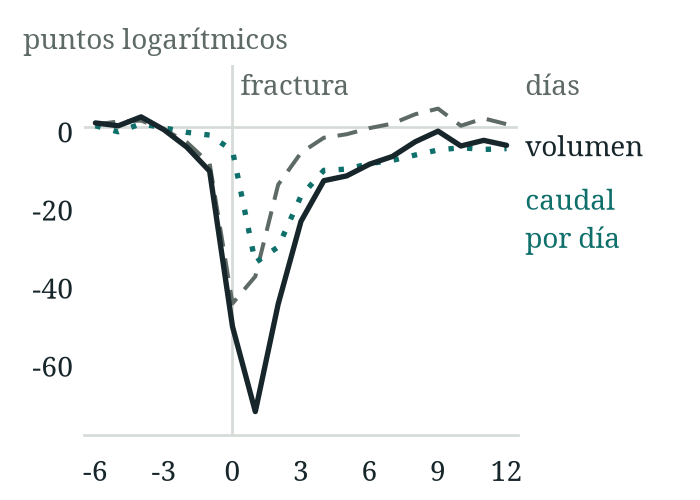 puntos logarítmicos
fractura
días
volumen
caudal
por día
0
-20
-40
-60
-6 -3 0 3 6 9 12